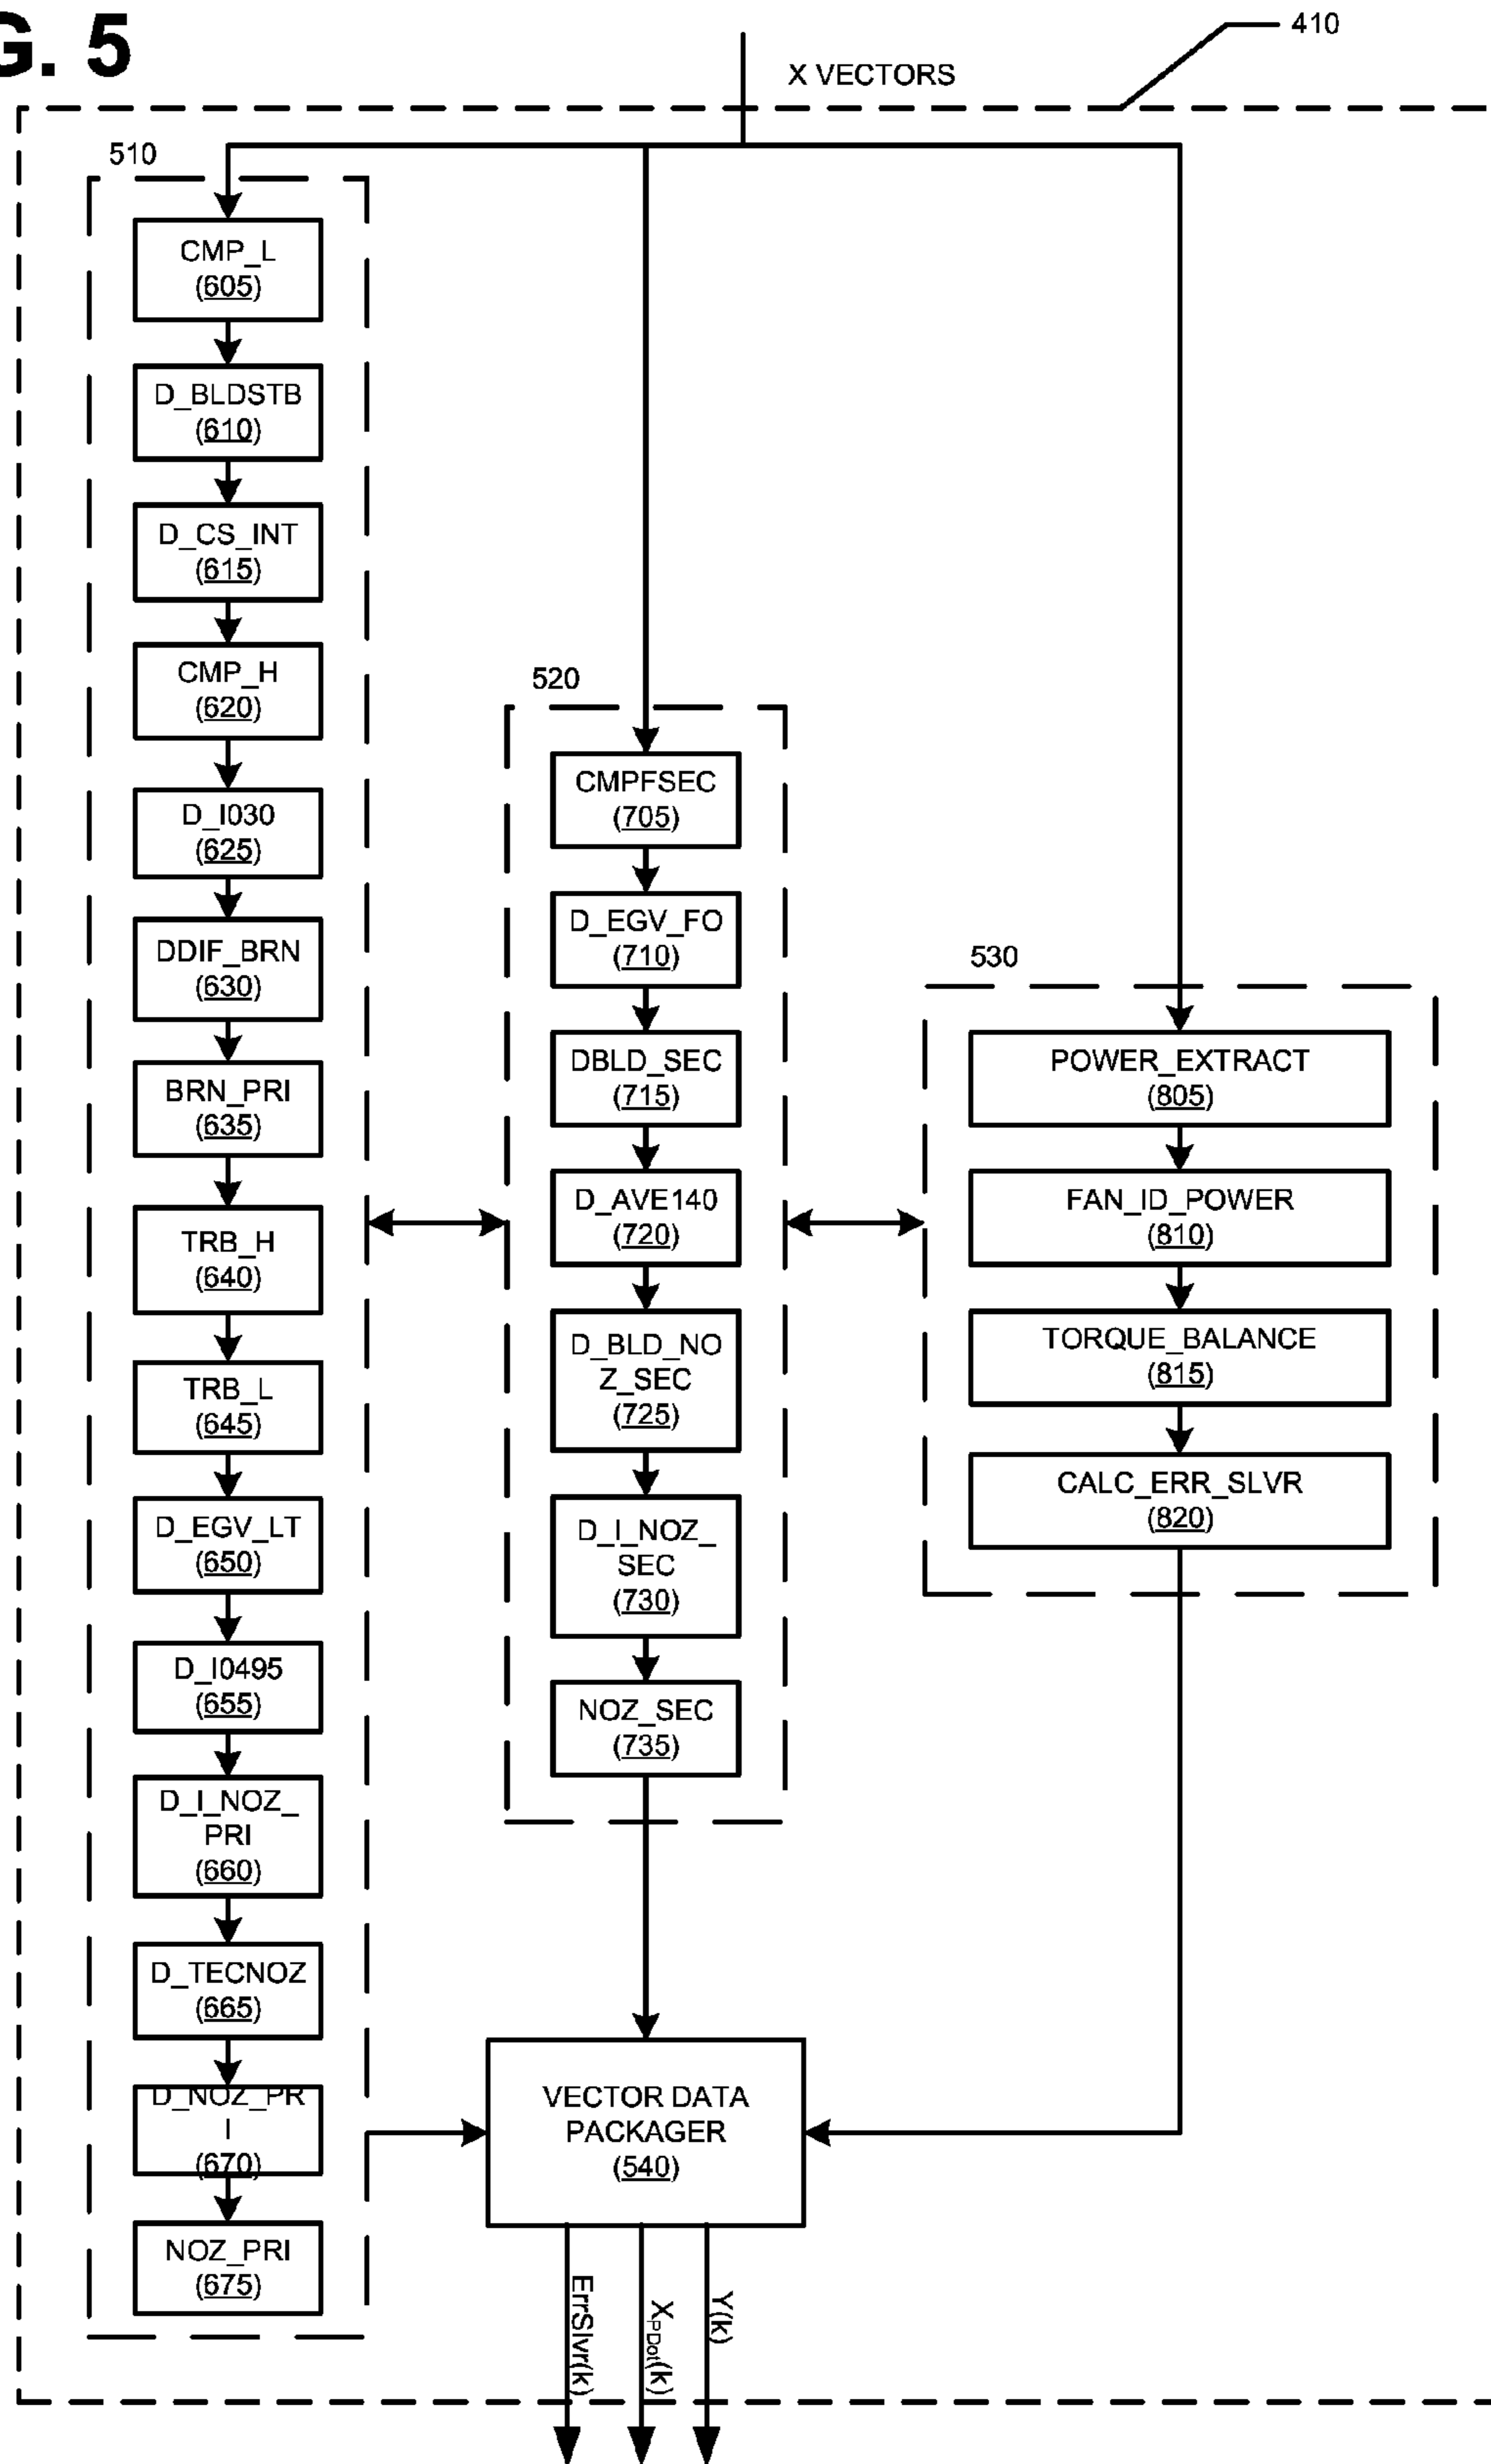 G. 5
410
X VECTORS
510
CMP_L
(605)
D_BLDSTB
(610)
D_CS_INT
(615)
CMP_H
(620)
D_I030
(625)
DDIF_BRN
(630)
BRN_PRI
(635)
TRB_H
(640)
TRB_L
(645)
D_EGV_LT
(650)
D_I0495
(655)
D_I_NOZ_
PRI
(660)
D_TECNOZ
(665)
D_NOZ_PR
I
(670)
NOZ_PRI
(675)
520
CMPFSEC
(705)
D_EGV_FO
(710)
DBLD_SEC
(715)
D_AVE140
(720)
D_BLD_NO
Z_SEC
(725)
D_I_NOZ_
SEC
(730)
NOZ_SEC
(735)
530
POWER_EXTRACT
(805)
FAN_ID_POWER
(810)
TORQUE_BALANCE
(815)
CALC_ERR_SLVR
(820)
VECTOR DATA
PACKAGER
(540)
ErrSlvr(k)
XPDot(k)
Y(k)